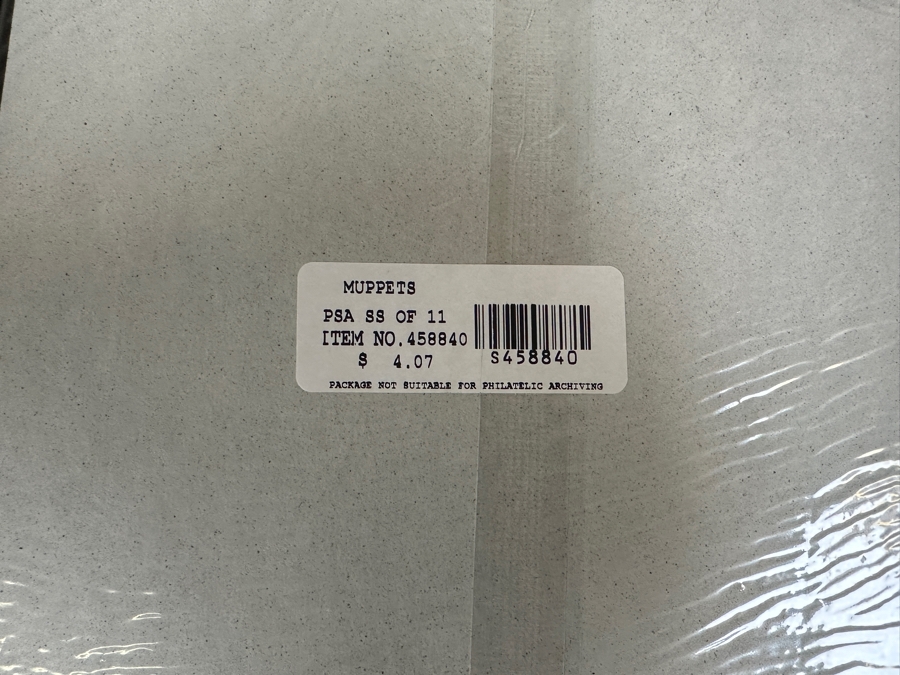 MUPPETS
PSA SS OF 11
ITEM NO.458840
$ 4.07
S458840
PACKAGE NOT SUITABLE FOR PHILATELIC ARCHIVING